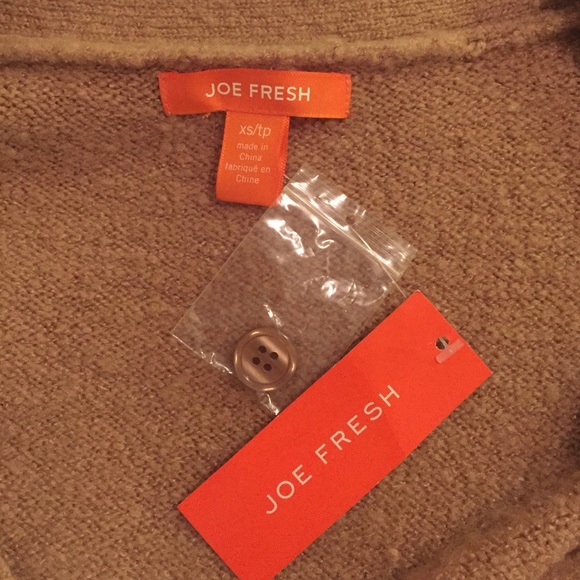 JOE FRESH
xs/tp
made in
China
fabriqué en
Chine
JOE FRESH